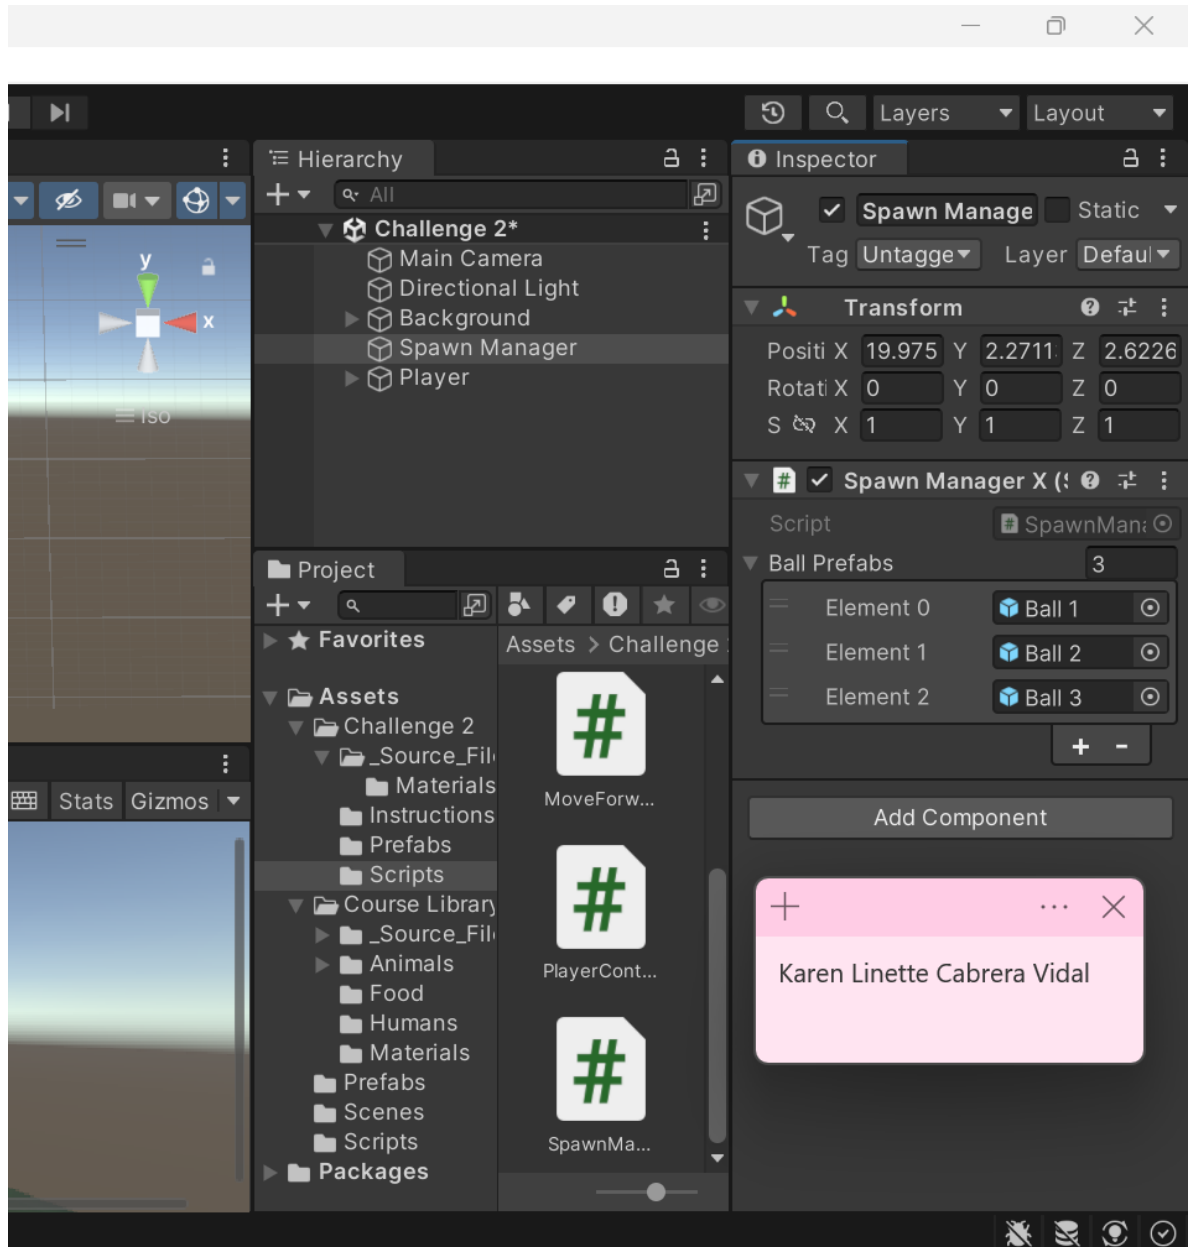 Layers
Layout
Hierarchy
All
Challenge 2*
Main Camera
Directional Light
Background
Spawn Manager
Player
y
x
Iso
Inspector
Spawn Manage
Static
Tag Untagge
Layer Defaul
Transform
Positi X 19.975 Y 2.2711 Z 2.6226
Rotati X 0 Y 0 Z 0
S X 1 Y 1 Z 1
# Spawn Manager X (S
Script # SpawnMana
Ball Prefabs 3
Element 0 Ball 1
Element 1 Ball 2
Element 2 Ball 3
+ -
Add Component
Project
Favorites
Assets
Challenge 2
_Source_Fil
Materials
Instructions
Prefabs
Scripts
Course Library
_Source_Fil
Animals
Food
Humans
Materials
Prefabs
Scenes
Scripts
Packages
Assets > Challenge
#
MoveForw...
#
PlayerCont...
#
SpawnMa...
Stats Gizmos
Karen Linette Cabrera Vidal